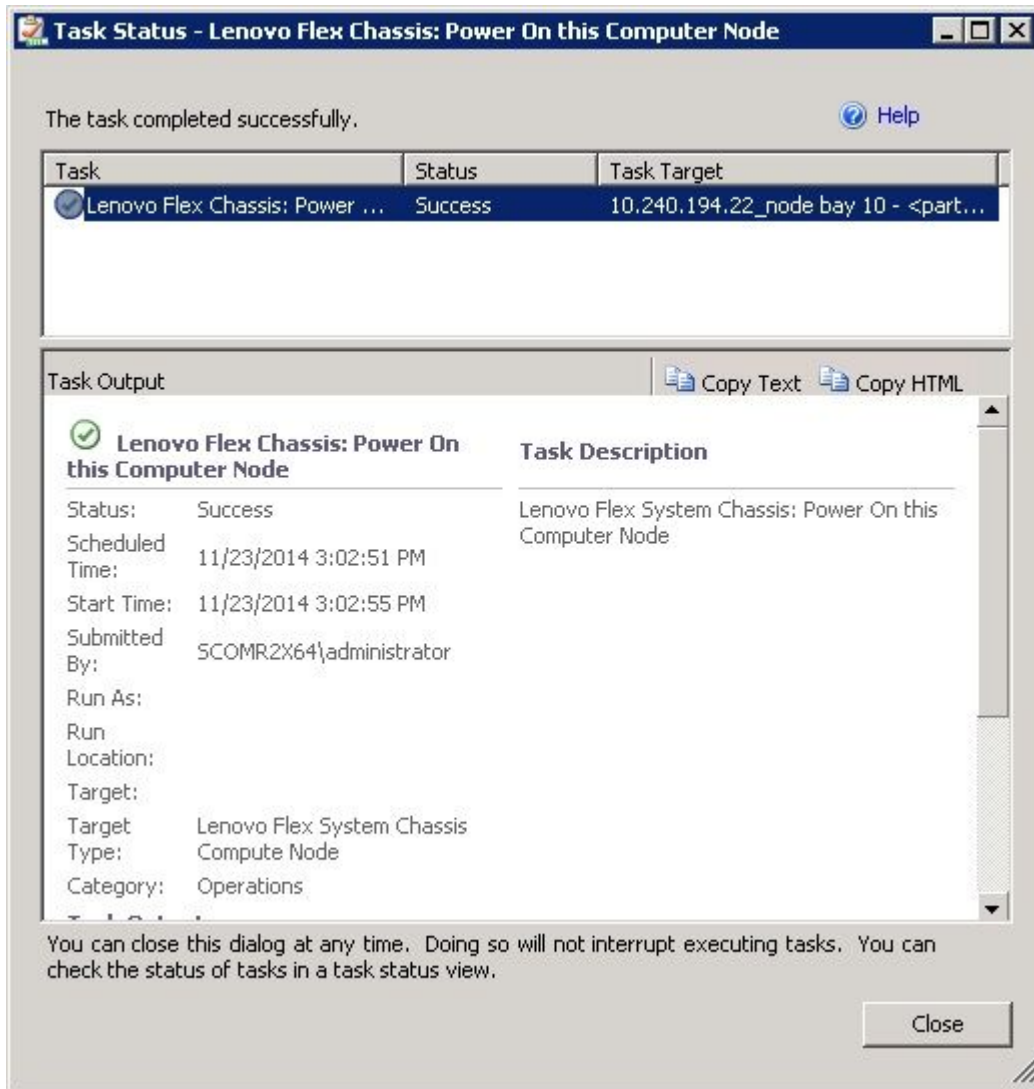 Task Status - Lenovo Flex Chassis: Power On this Computer Node
The task completed successfully.
Help
Task Status Task Target
Lenovo Flex Chassis: Power ... Success 10.240.194.22_node bay 10 - <part...
Task Output
Copy Text Copy HTML
Lenovo Flex Chassis: Power On
this Computer Node
Task Description
Lenovo Flex System Chassis: Power On this
Computer Node
Status: Success
Scheduled
Time: 11/23/2014 3:02:51 PM
Start Time: 11/23/2014 3:02:55 PM
Submitted
By: SCOMR2X64\administrator
Run As:
Run
Location:
Target:
Target Lenovo Flex System Chassis
Type: Compute Node
Category: Operations
You can close this dialog at any time. Doing so will not interrupt executing tasks. You can
check the status of tasks in a task status view.
Close